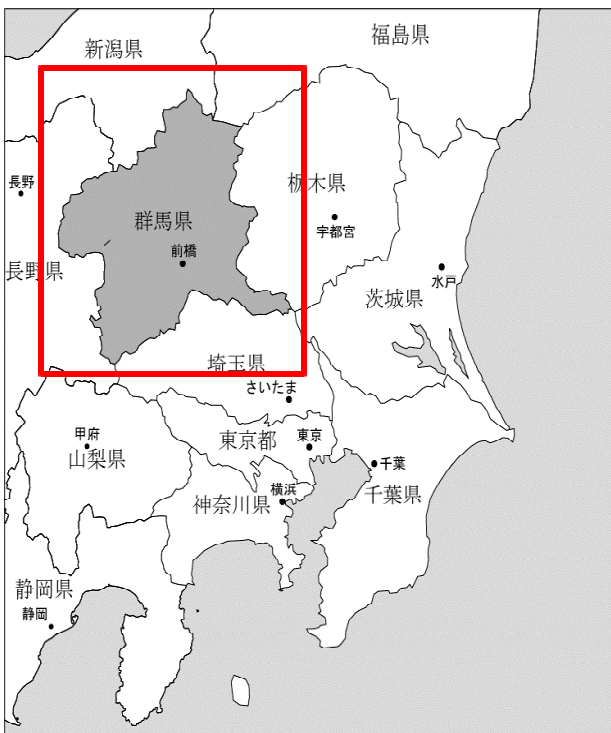 福島県
新潟県
長野
栃木県
群馬県
宇都宮
前橋
長野県
水戸
茨城県
埼玉県
さいたま
甲府
東京都
東京
山梨県
千葉
横浜
千葉県
神奈川県
静岡県
静岡